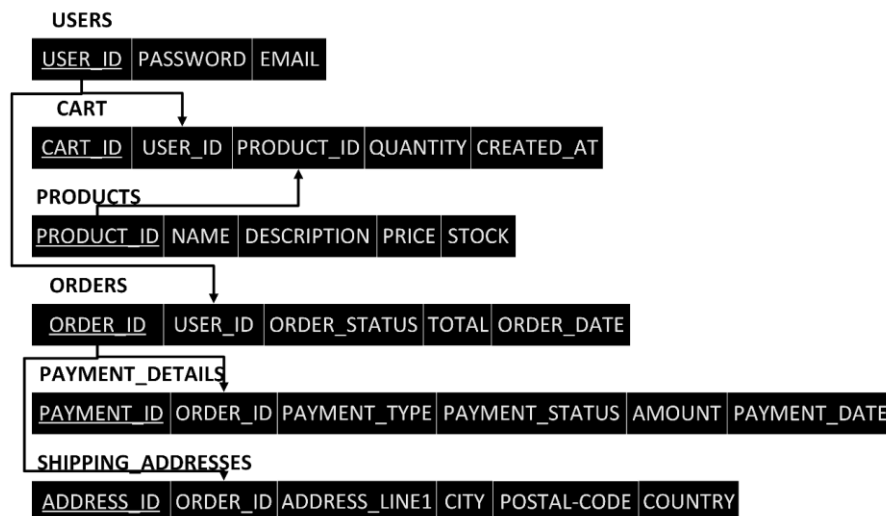 USERS
USER_ID PASSWORD EMAIL
CART
CART_ID USER_ID PRODUCT_ID QUANTITY CREATED_AT
PRODUCTS
PRODUCT_ID NAME DESCRIPTION PRICE STOCK
ORDERS
ORDER_ID USER_ID ORDER_STATUS TOTAL ORDER_DATE
PAYMENT_DETAILS
PAYMENT_ID ORDER_ID PAYMENT_TYPE PAYMENT_STATUS AMOUNT PAYMENT_DATE
SHIPPING_ADDRESSES
ADDRESS_ID ORDER_ID ADDRESS_LINE1 CITY POSTAL-CODE COUNTRY